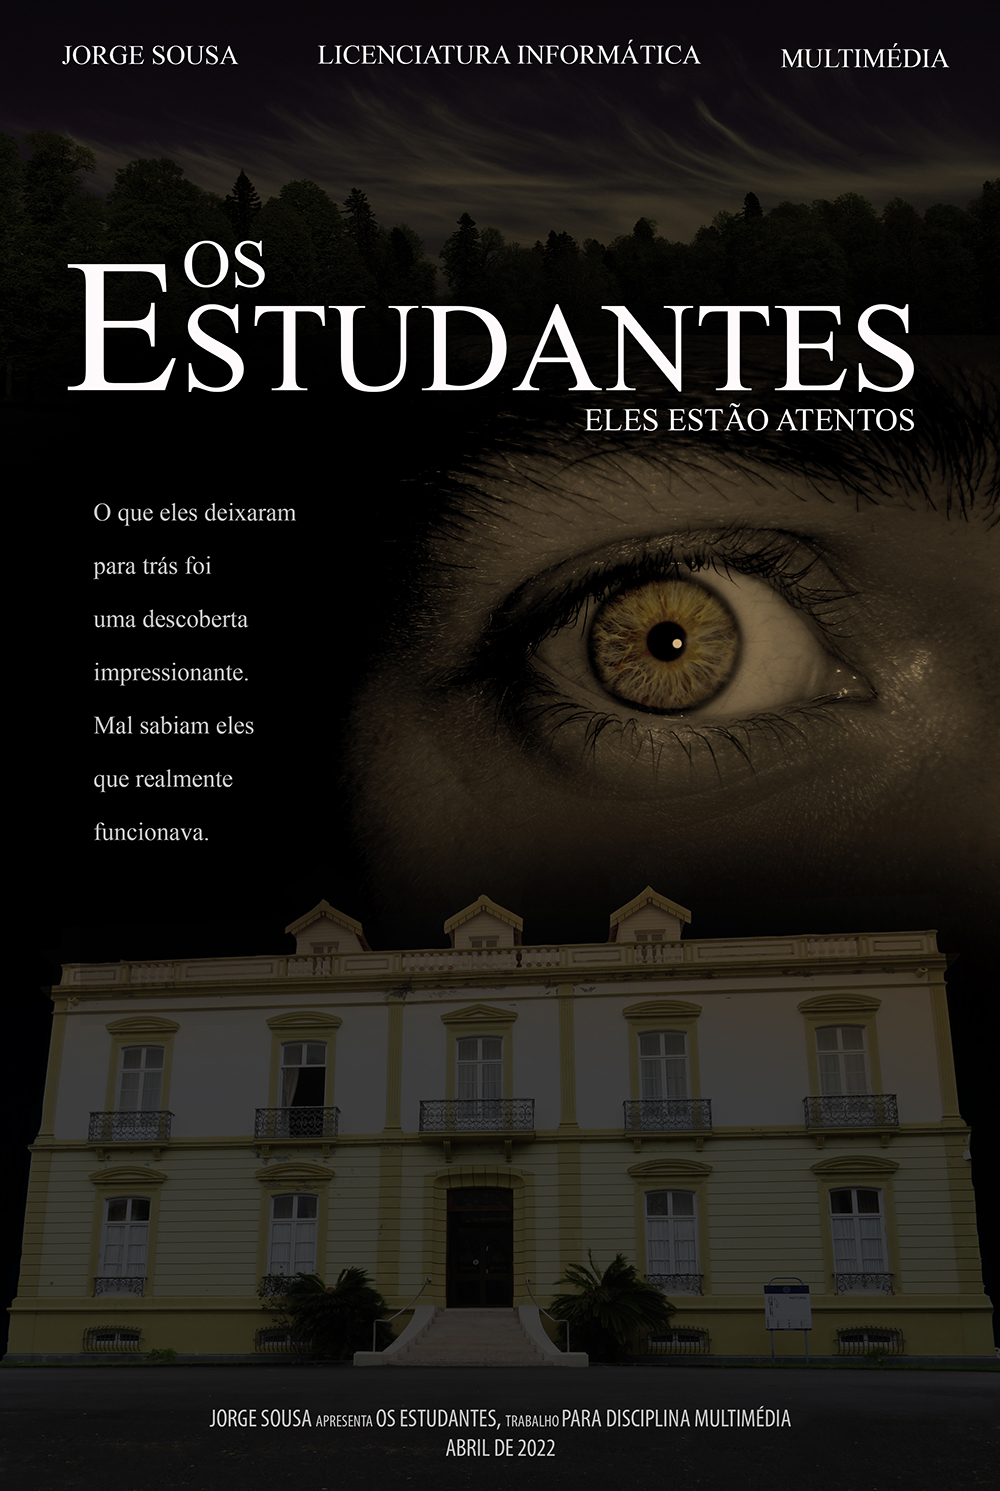 JORGE SOUSA LICENCIATURA INFORMÁTICA MULTIMÉDIA
OS
ESTUDANTES
ELES ESTÃO ATENTOS
O que eles deixaram
para trás foi
uma descoberta
impressionante.
Mal sabiam eles
que realmente
funcionava.
JORGE SOUSA APRESENTA OS ESTUDANTES, TRABALHO PARA DISCIPLINA MULTIMÉDIA
ABRIL DE 2022